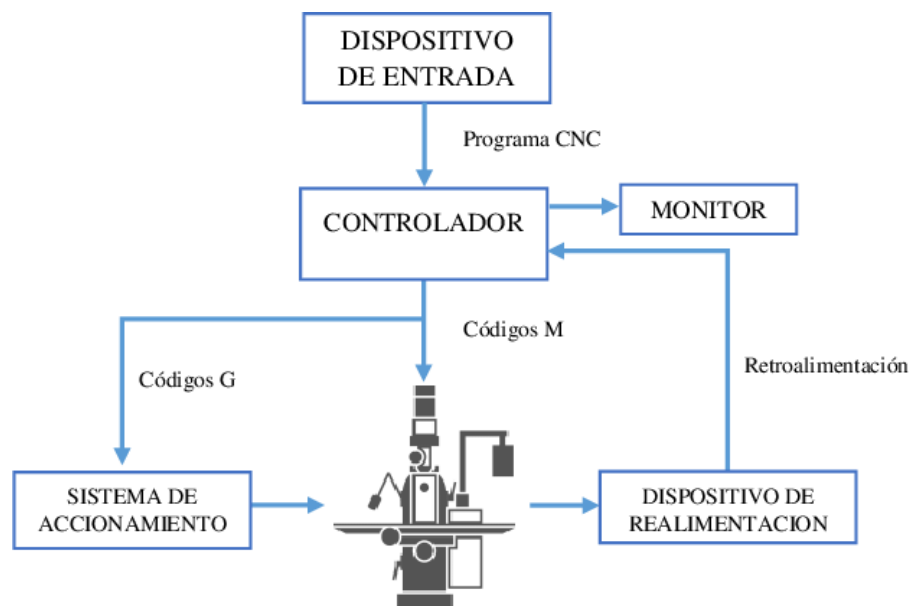 DISPOSITIVO
DE ENTRADA
Programa CNC
CONTROLADOR
MONITOR
Códigos M
Códigos G
Retroalimentación
SISTEMA DE
ACCIONAMIENTO
DISPOSITIVO DE
REALIMENTACION